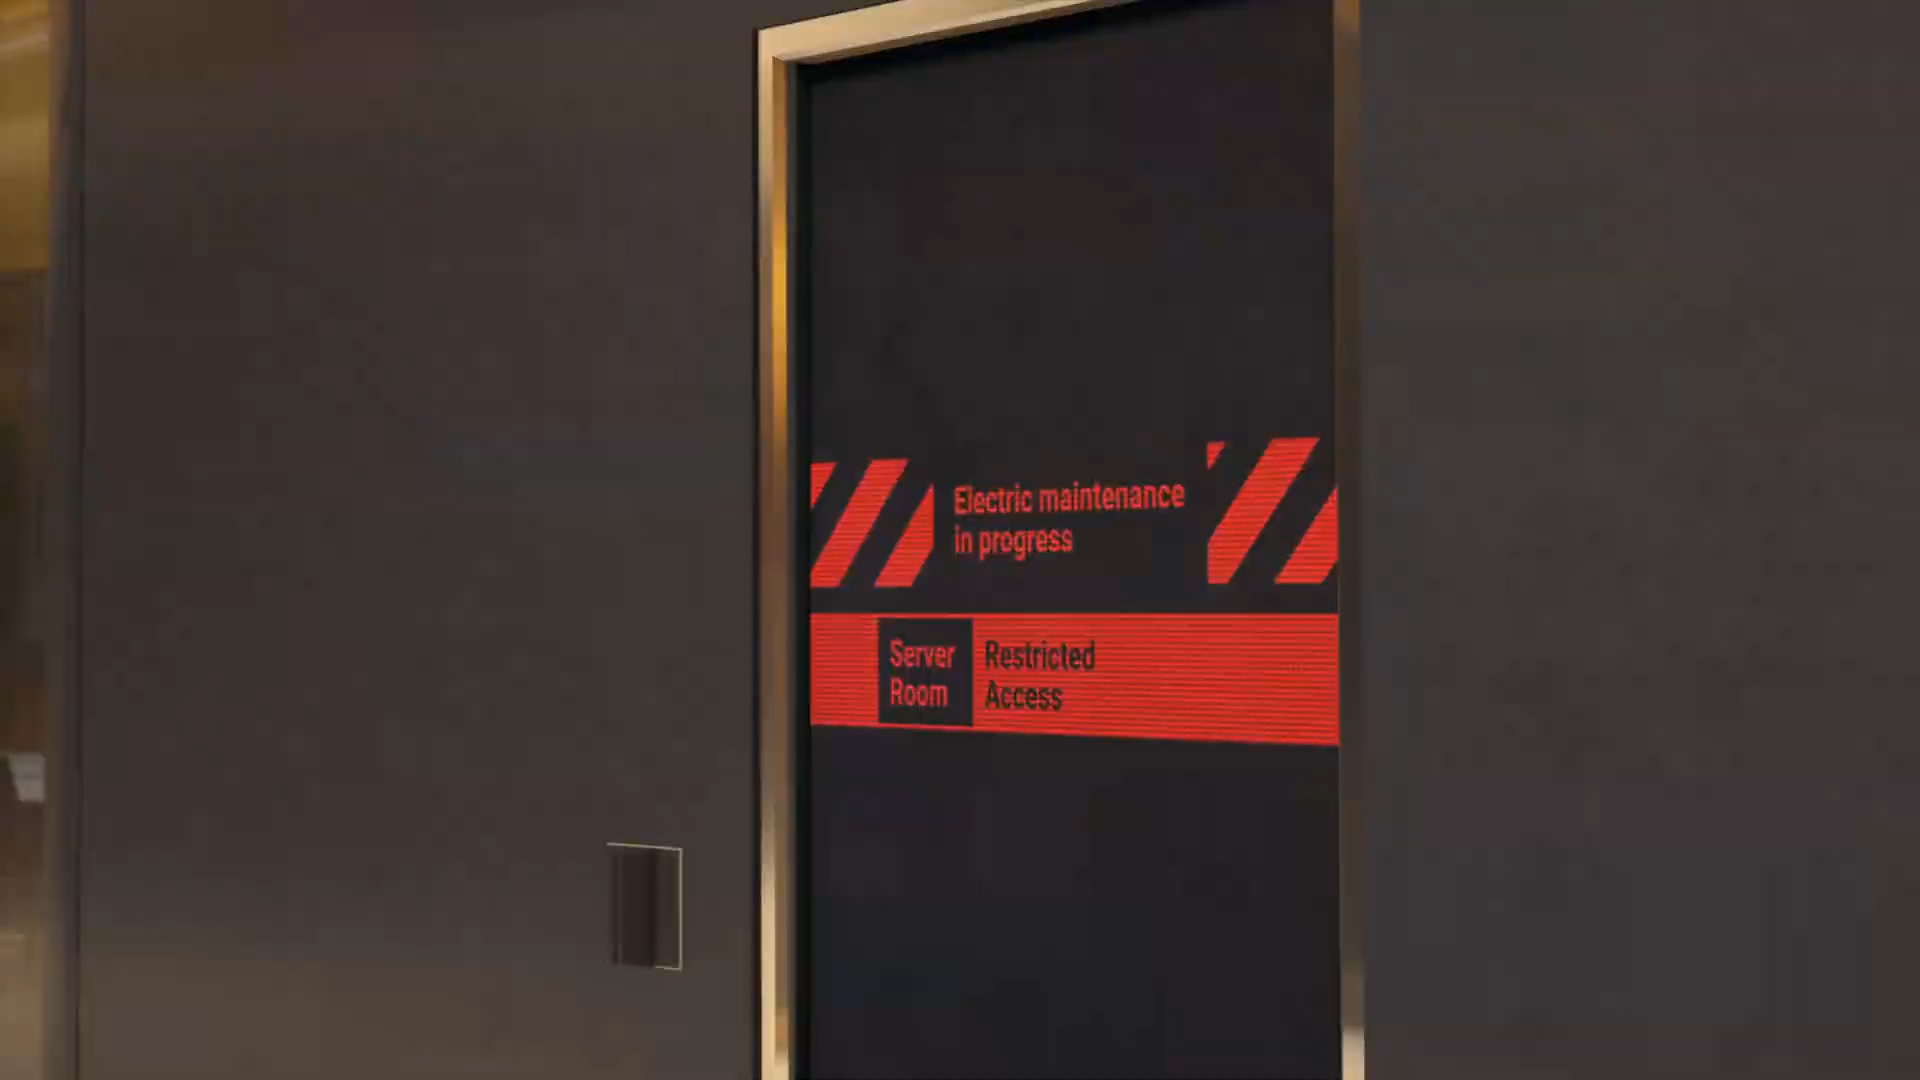 Electric maintenance
in progress
Server
Room
Restricted
Access